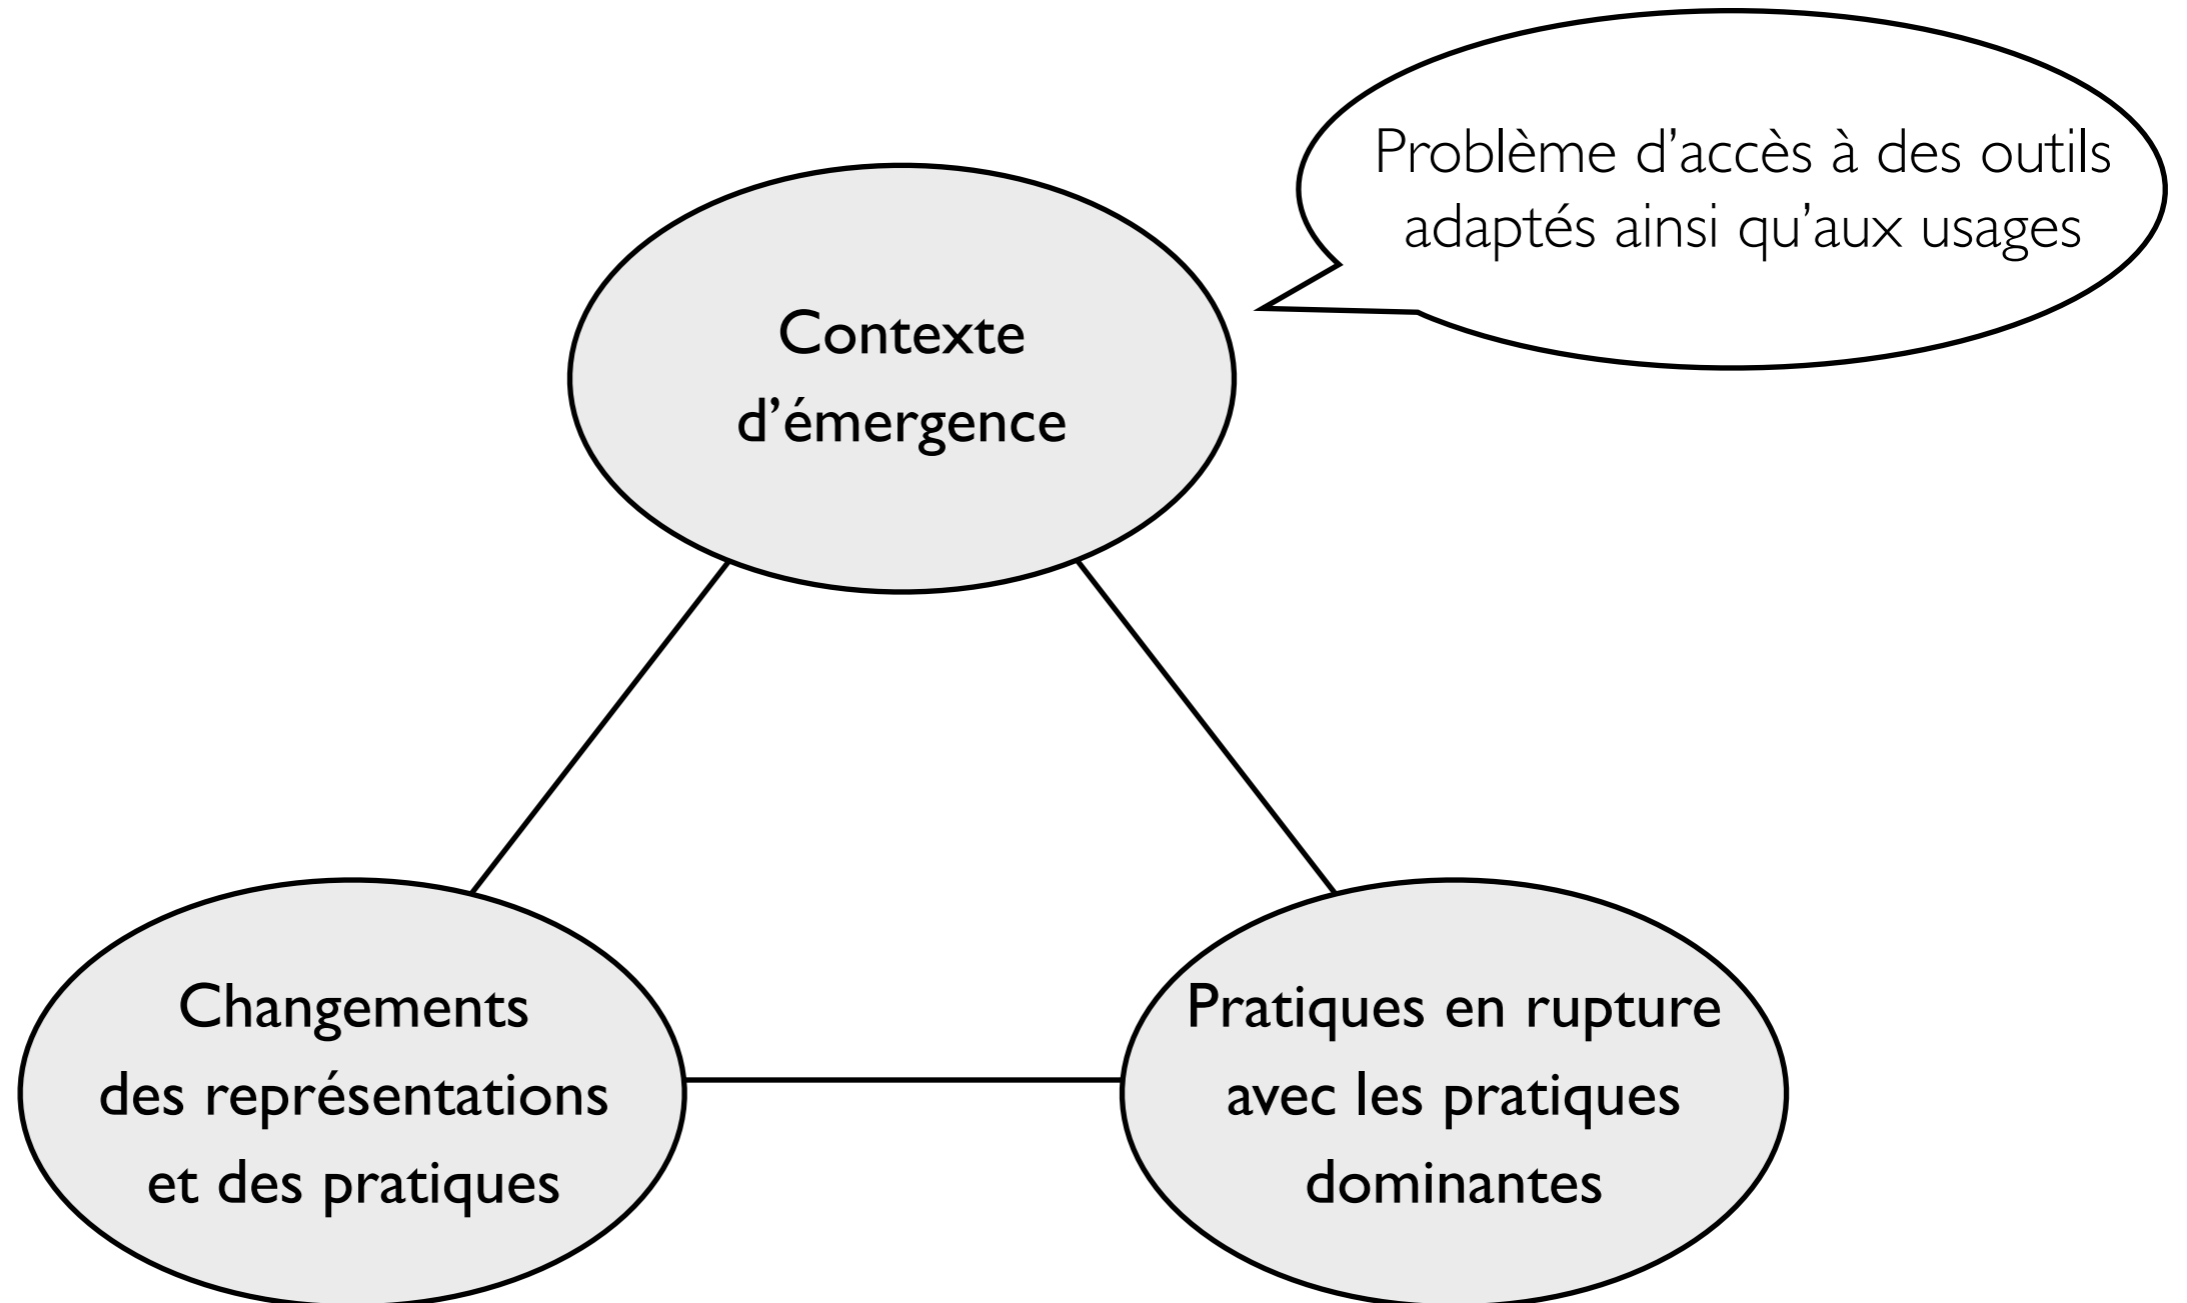 Problème d’accès à des outils
adaptés ainsi qu’aux usages
Contexte
d’émergence
Changements
des représentations
et des pratiques
Pratiques en rupture
avec les pratiques
dominantes